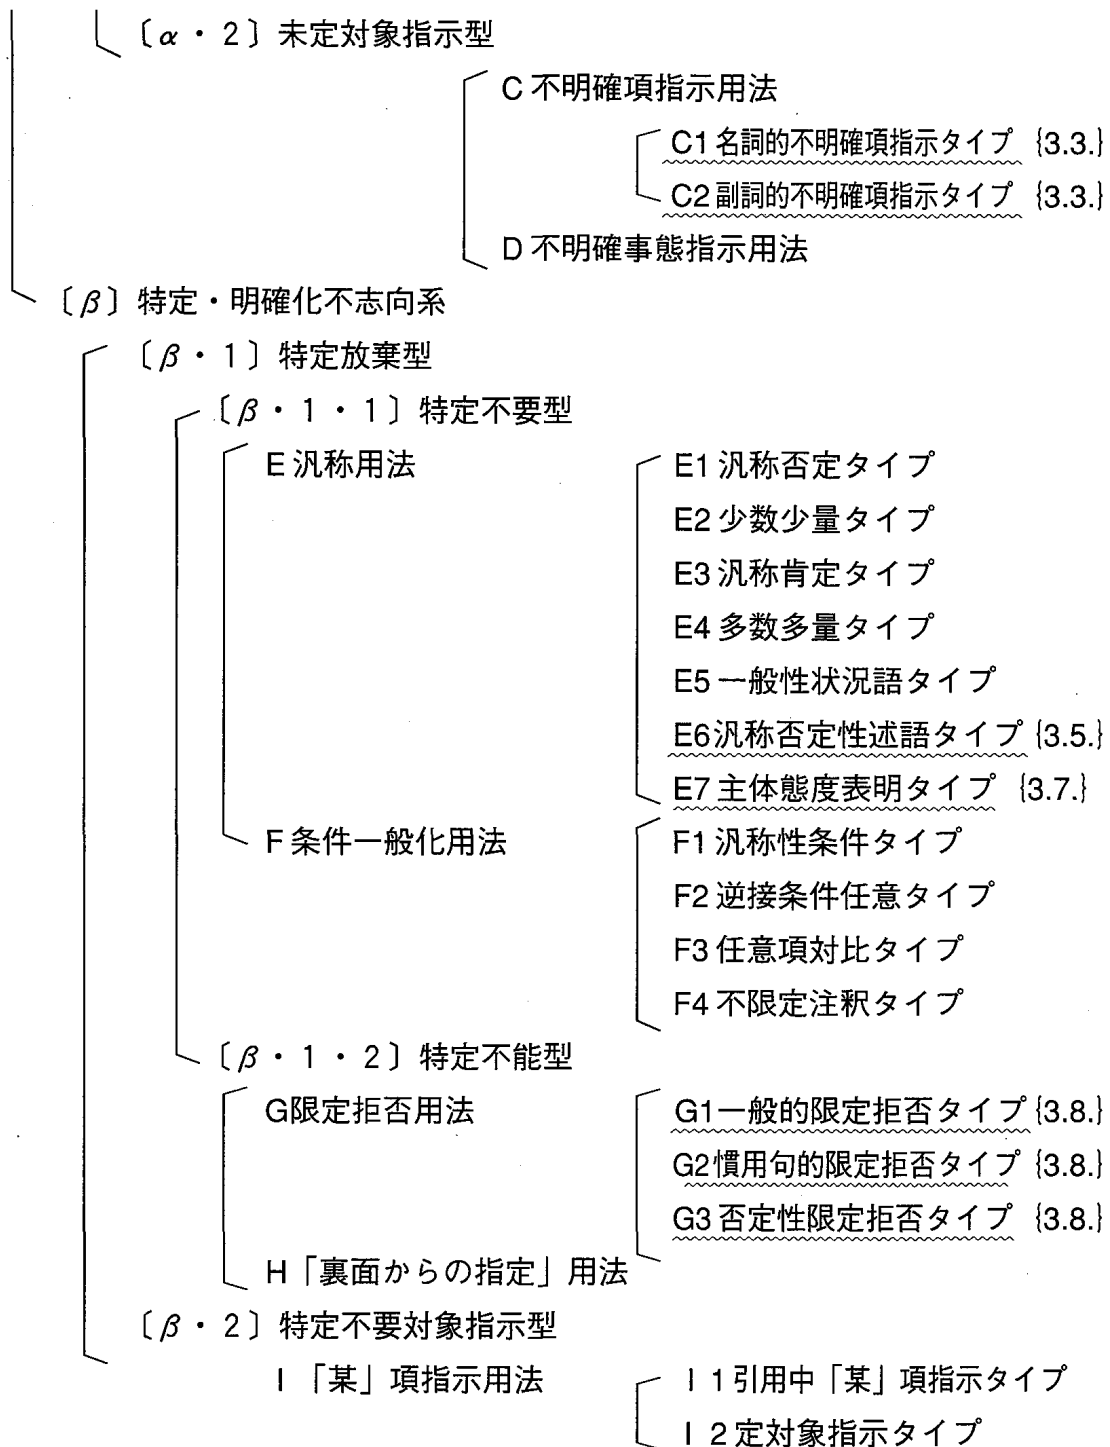 〔α・2〕未定対象指示型
C 不明確項指示用法
C1 名詞的不明確項指示タイプ {3.3.}
C2 副詞的不明確項指示タイプ {3.3.}
D 不明確事態指示用法
〔β〕特定・明確化不志向系
〔β・1〕特定放棄型
〔β・1・1〕特定不要型
E 汎称用法 E1 汎称否定タイプ
E2 少数少量タイプ
E3 汎称肯定タイプ
E4 多数多量タイプ
E5 一般性状況語タイプ
E6汎称否定性述語タイプ {3.5.}
E7 主体態度表明タイプ {3.7.}
F 条件一般化用法 F1 汎称性条件タイプ
F2 逆接条件任意タイプ
F3 任意項対比タイプ
F4 不限定注釈タイプ
〔β・1・2〕特定不能型
G限定拒否用法 G1一般的限定拒否タイプ {3.8.}
G2慣用句的限定拒否タイプ {3.8.}
G3 否定性限定拒否タイプ {3.8.}
H「裏面からの指定」用法
〔β・2〕特定不要対象指示型
I「某」項指示用法 I 1引用中「某」項指示タイプ
I 2定対象指示タイプ